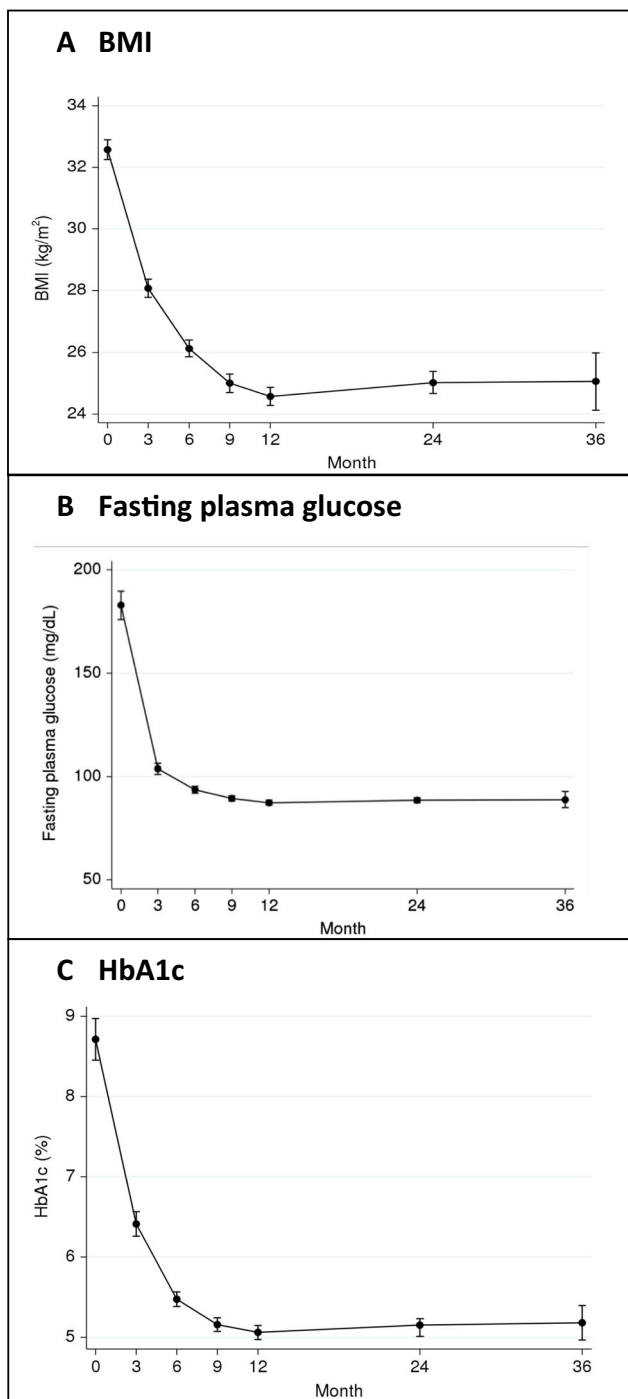 A BMI
34
32
30
28
26
24
BMI (kg/m²)
0 3 6 9 12 24 36
Month
B Fasting plasma glucose
200
150
100
50
Fasting plasma glucose (mg/dL)
0 3 6 9 12 24 36
Month
C HbA1c
9
8
7
6
5
HbA1c (%)
0 3 6 9 12 24 36
Month